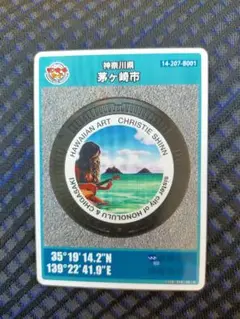 神奈川県
14-207-B001
茅ヶ崎市
HAWAIIAN ART CHRISTIE SHINN
sister city of HONOLULU & CHIGASAKI
35°19'14.2"N
139°22'41.9"E